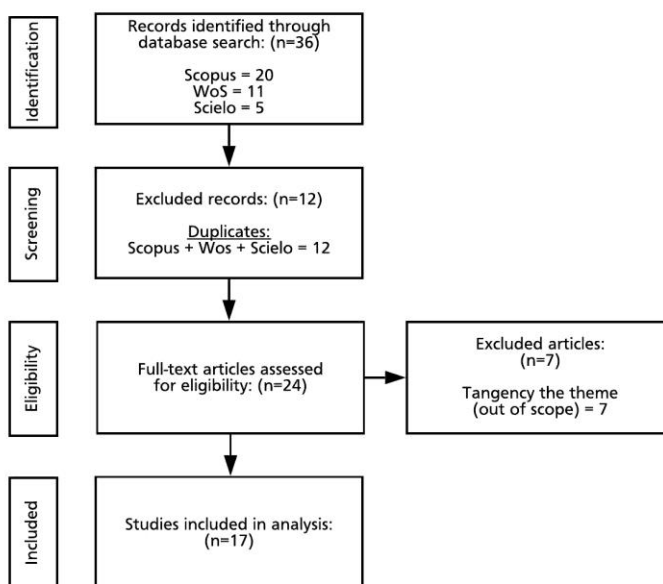 Identification
Records identified through
database search: (n=36)
Scopus = 20
WoS = 11
Scielo = 5
Screening
Excluded records: (n=12)
Duplicates:
Scopus + Wos + Scielo = 12
Eligibility
Full-text articles assessed
for eligibility: (n=24)
Excluded articles:
(n=7)
Tangency the theme
(out of scope) = 7
Included
Studies included in analysis:
(n=17)